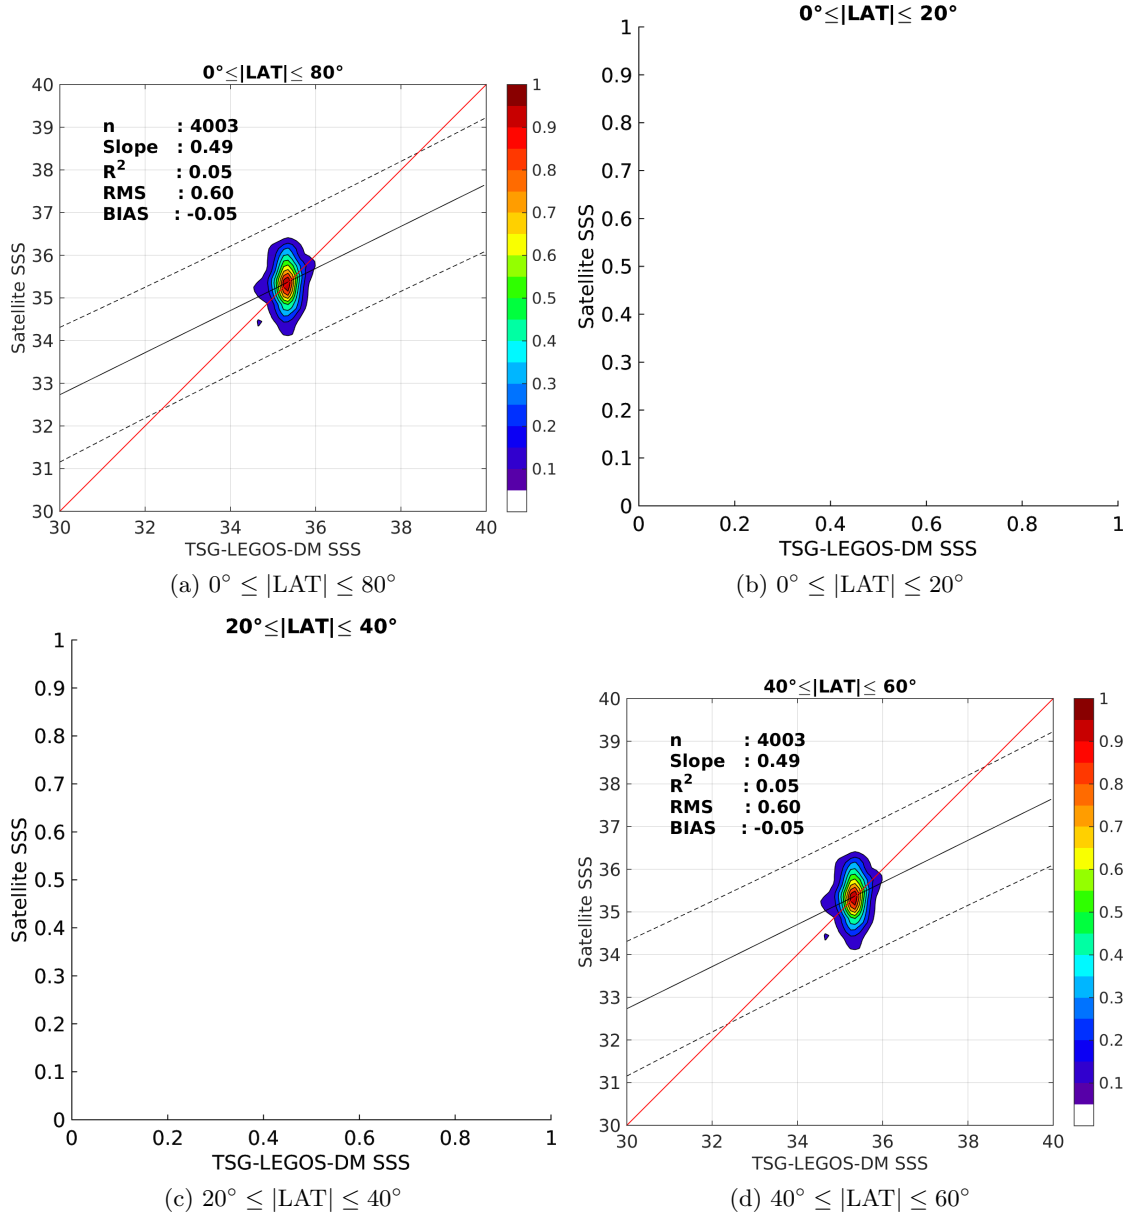 0°≤|LAT|≤ 80°
n : 4003
Slope : 0.49
R² : 0.05
RMS : 0.60
BIAS : -0.05
40
39
38
37
36
35
34
33
32
31
30
30 32 34 36 38 40
Satellite SSS
TSG-LEGOS-DM SSS
1
0.9
0.8
0.7
0.6
0.5
0.4
0.3
0.2
0.1
(a) 0° ≤ |LAT| ≤ 80°
0°≤|LAT|≤ 20°
1
0.9
0.8
0.7
0.6
0.5
0.4
0.3
0.2
0.1
0
0 0.2 0.4 0.6 0.8 1
Satellite SSS
TSG-LEGOS-DM SSS
(b) 0° ≤ |LAT| ≤ 20°
20°≤|LAT|≤ 40°
1
0.9
0.8
0.7
0.6
0.5
0.4
0.3
0.2
0.1
0
0 0.2 0.4 0.6 0.8 1
Satellite SSS
TSG-LEGOS-DM SSS
(c) 20° ≤ |LAT| ≤ 40°
40°≤|LAT|≤ 60°
n : 4003
Slope : 0.49
R² : 0.05
RMS : 0.60
BIAS : -0.05
40
39
38
37
36
35
34
33
32
31
30
30 32 34 36 38 40
Satellite SSS
TSG-LEGOS-DM SSS
1
0.9
0.8
0.7
0.6
0.5
0.4
0.3
0.2
0.1
(d) 40° ≤ |LAT| ≤ 60°